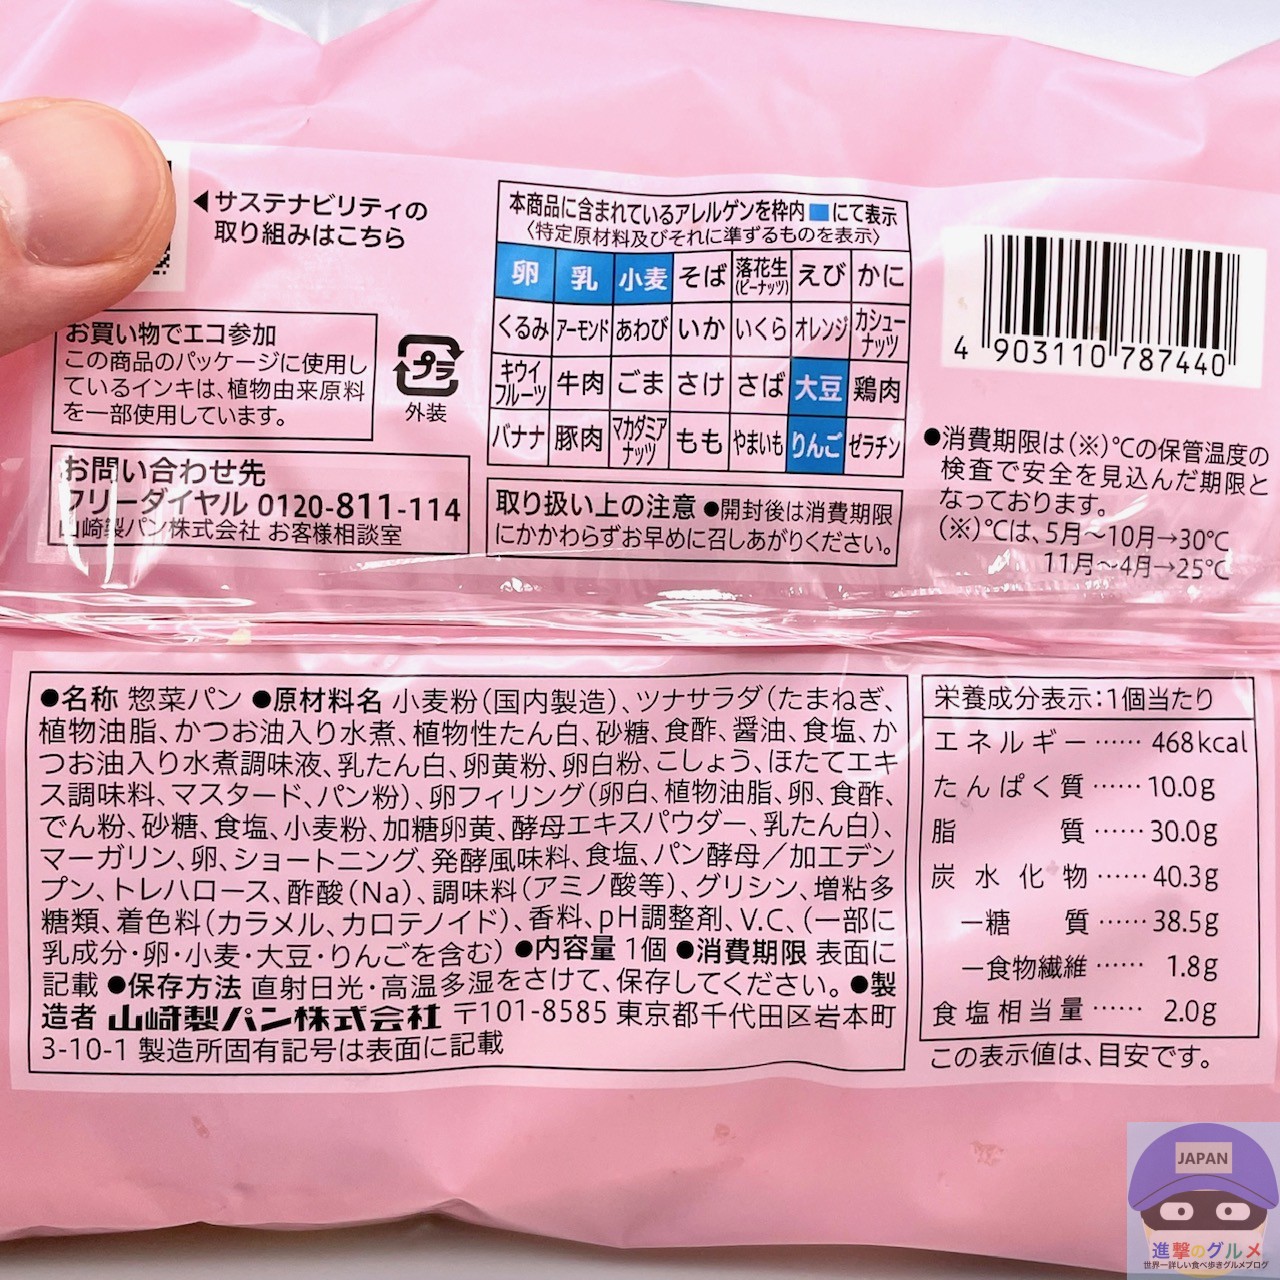 ◀サステナビリティの
取り組みはこちら
お買い物でエコ参加
この商品のパッケージに使用し
ているインキは、植物由来原料
を一部使用しています。
プラ
外装
お問い合わせ先
フリーダイヤル 0120-811-114
山崎製パン株式会社 お客様相談室
本商品に含まれているアレルゲンを枠内■にて表示
〈特定原材料及びそれに準ずるものを表示〉
卵 乳 小麦 そば 落花生(ピーナッツ) えび かに
くるみ アーモンド あわび いか いくら オレンジ カシューナッツ
キウイフルーツ 牛肉 ごま さけ さば 大豆 鶏肉
バナナ 豚肉 マカダミアナッツ もも やまいも りんご ゼラチン
取り扱い上の注意 ●開封後は消費期限
にかかわらずお早めに召しあがりください。
4 903110 787440
●消費期限は(※)℃の保管温度の
検査で安全を見込んだ期限と
なっております。
(※)℃は、5月～10月→30℃
11月～4月→25℃
●名称 惣菜パン ●原材料名 小麦粉(国内製造)、ツナサラダ(たまねぎ、
植物油脂、かつお油入り水煮、植物性たん白、砂糖、食酢、醤油、食塩、か
つお油入り水煮調味液、乳たん白、卵黄粉、卵白粉、こしょう、ほたてエキ
ス調味料、マスタード、パン粉)、卵フィリング(卵白、植物油脂、卵、食酢、
でん粉、砂糖、食塩、小麦粉、加糖卵黄、酵母エキスパウダー、乳たん白)、
マーガリン、卵、ショートニング、発酵風味料、食塩、パン酵母／加工デン
プン、トレハロース、酢酸(Na)、調味料(アミノ酸等)、グリシン、増粘多
糖類、着色料(カラメル、カロテノイド)、香料、pH調整剤、V.C、(一部に
乳成分・卵・小麦・大豆・りんごを含む) ●内容量 1個 ●消費期限 表面に
記載 ●保存方法 直射日光・高温多湿をさけて、保存してください。●製
造者 山崎製パン株式会社 〒101-8585 東京都千代田区岩本町
3-10-1 製造所固有記号は表面に記載
栄養成分表示:1個当たり
エネルギー……468kcal
たんぱく質……10.0g
脂質……30.0g
炭水化物……40.3g
－糖質……38.5g
－食物繊維……1.8g
食塩相当量……2.0g
この表示値は、目安です。
JAPAN
進撃のグルメ
世界一詳しい食べ歩きグルメブログ